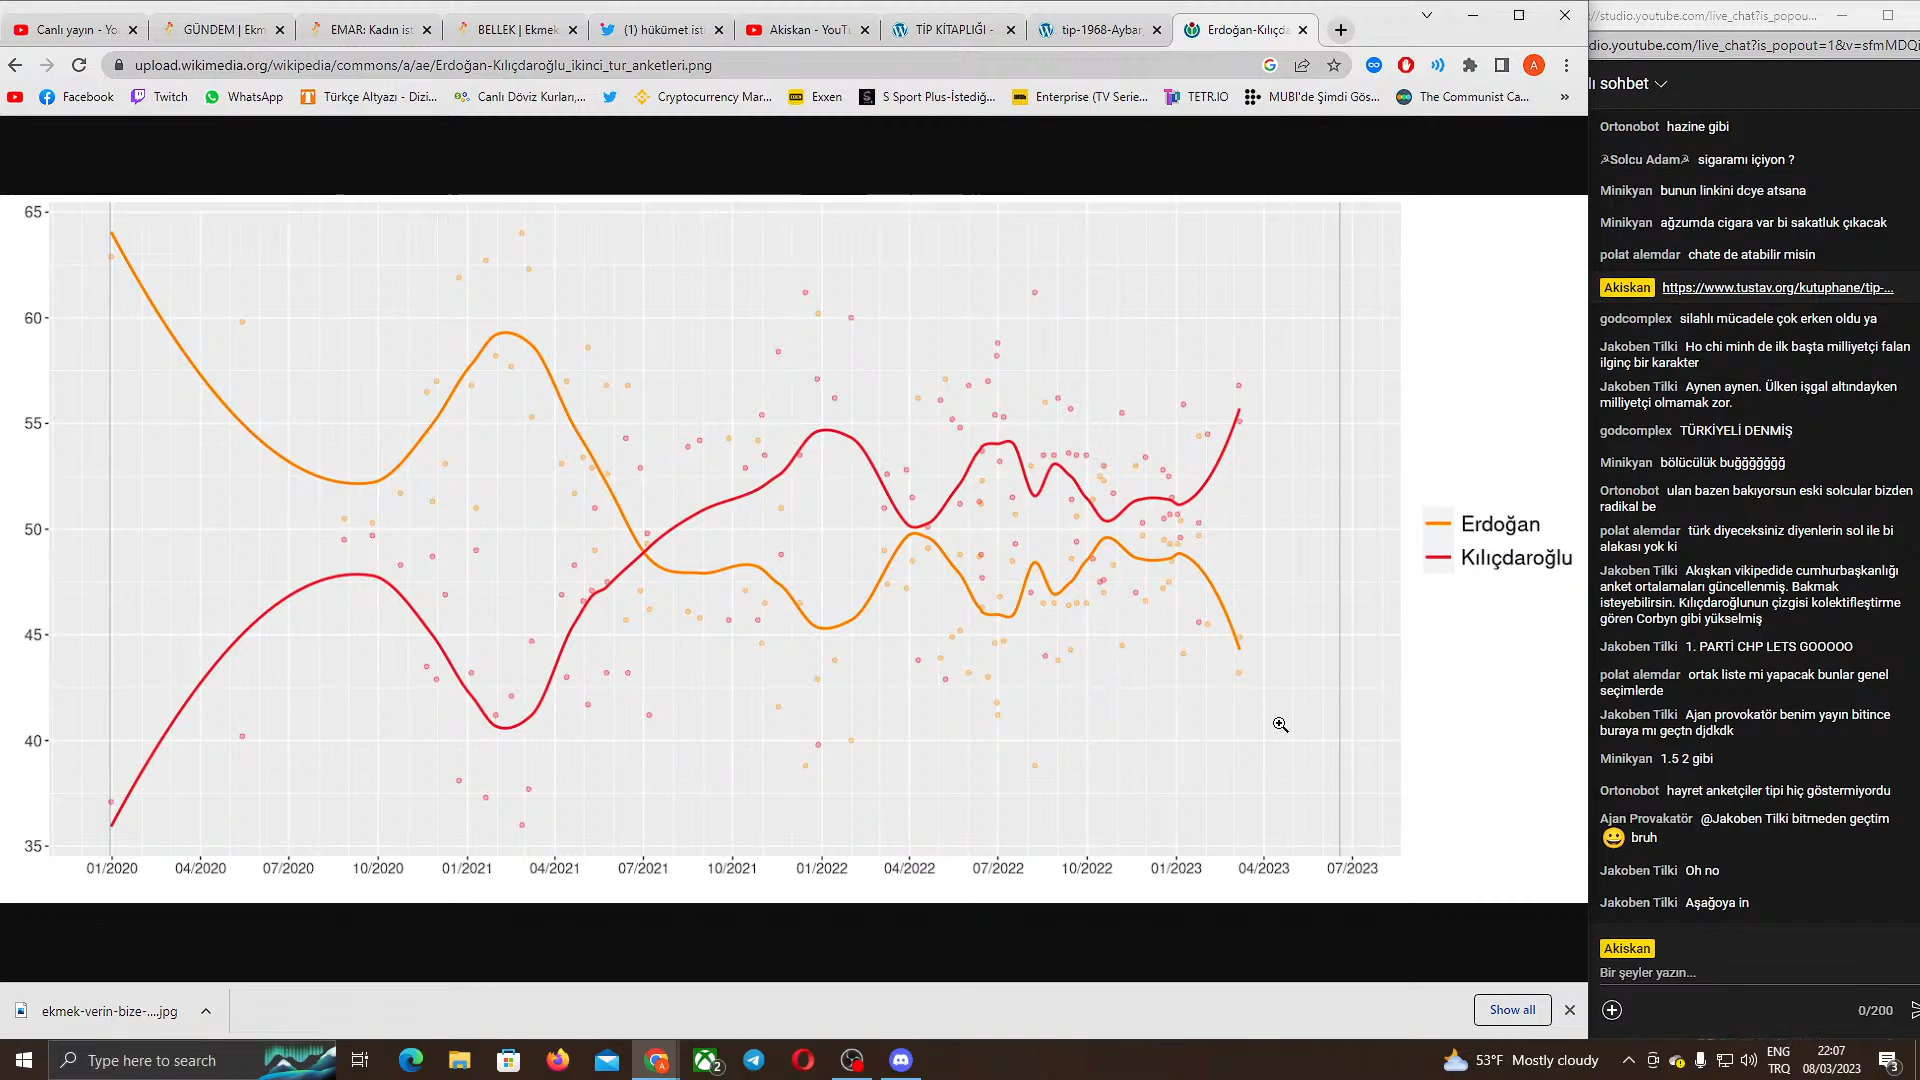 Canlı yayın - Yo
GÜNDEM | Ekm
EMAR: Kadın ist
BELLEK | Ekmek
(1) hükümet isti
Akiskan - YouTu
TİP KİTAPLIĞI -
tip-1968-Aybar
Erdoğan-Kılıçda
//studio.youtube.com/live_chat?is_popou...
dio.youtube.com/live_chat?is_popout=1&v=sfmMDQi
upload.wikimedia.org/wikipedia/commons/a/ae/Erdoğan-Kılıçdaroğlu_ikinci_tur_anketleri.png
A
Facebook
Twitch
WhatsApp
Türkçe Altyazı - Dizi...
Canlı Döviz Kurları,...
Cryptocurrency Mar...
Exxen
S Sport Plus-İstediğ...
Enterprise (TV Serie...
TETR.IO
MUBI'de Şimdi Gös...
The Communist Ca...
»
65
60
55
50
45
40
35
01/2020
04/2020
07/2020
10/2020
01/2021
04/2021
07/2021
10/2021
01/2022
04/2022
07/2022
10/2022
01/2023
04/2023
07/2023
Erdoğan
Kılıçdaroğlu
lı sohbet
Ortonobot hazine gibi
☭Solcu Adam☭ sigaramı içiyon ?
Minikyan bunun linkini dcye atsana
Minikyan ağzumda cigara var bi sakatluk çıkacak
polat alemdar chate de atabilir misin
Akiskan https://www.tustav.org/kutuphane/tip-...
godcomplex silahlı mücadele çok erken oldu ya
Jakoben Tilki Ho chi minh de ilk başta milliyetçi falan
ilginç bir karakter
Jakoben Tilki Aynen aynen. Ülken işgal altındayken
milliyetçi olmamak zor.
godcomplex TÜRKİYELİ DENMİŞ
Minikyan bölücülük buğğğğğğğ
Ortonobot ulan bazen bakıyorsun eski solcular bizden
radikal be
polat alemdar türk diyeceksiniz diyenlerin sol ile bi
alakası yok ki
Jakoben Tilki Akışkan vikipedide cumhurbaşkanlığı
anket ortalamaları güncellenmiş. Bakmak
isteyebilirsin. Kılıçdaroğlunun çizgisi kolektifleştirme
gören Corbyn gibi yükselmiş
Jakoben Tilki 1. PARTİ CHP LETS GOOOOO
polat alemdar ortak liste mi yapacak bunlar genel
seçimlerde
Jakoben Tilki Ajan provokatör benim yayın bitince
buraya mı geçtn djdkdk
Minikyan 1.5 2 gibi
Ortonobot hayret anketçiler tipi hiç göstermiyordu
Ajan Provakatör @Jakoben Tilki bitmeden geçtim
bruh
Jakoben Tilki Oh no
Jakoben Tilki Aşağoya in
Akiskan
Bir şeyler yazın...
0/200
ekmek-verin-bize-....jpg
Show all
Type here to search
2
53°F Mostly cloudy
ENG
TRQ
22:07
08/03/2023
3